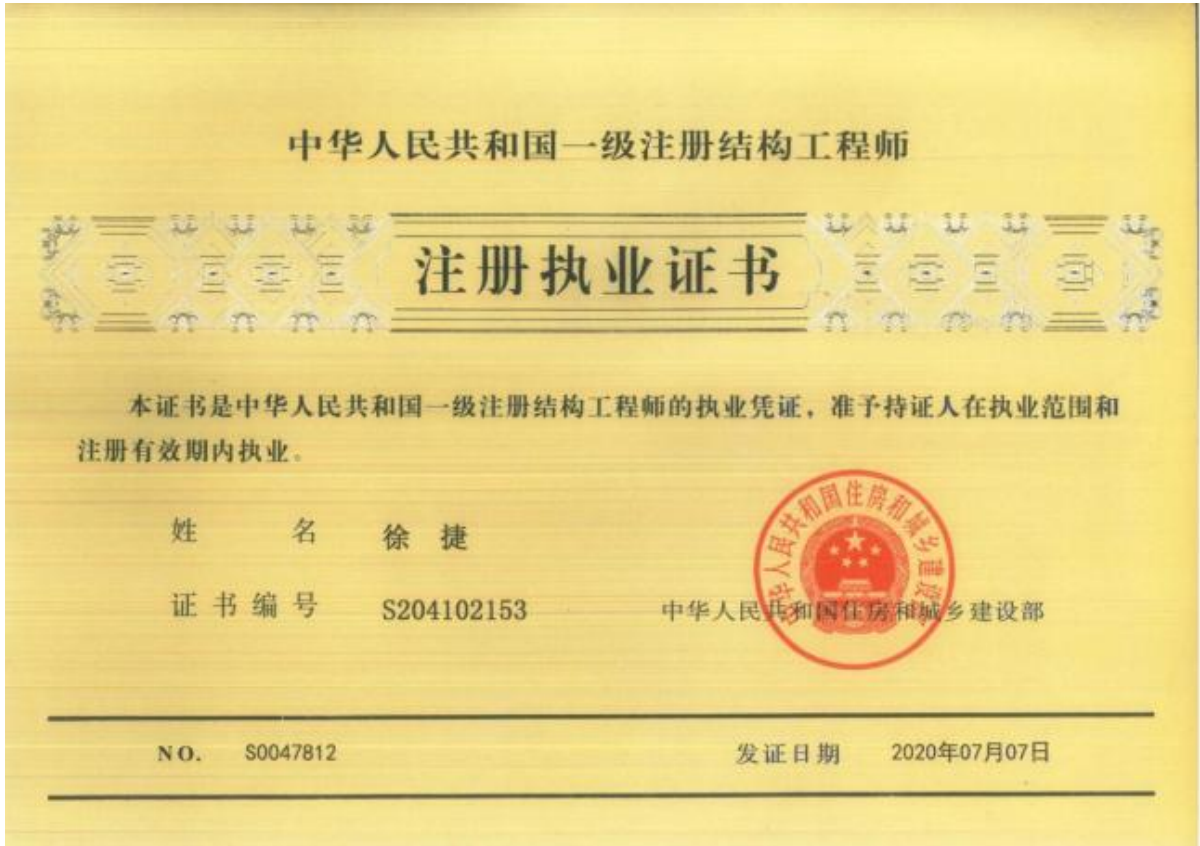 中华人民共和国一级注册结构工程师
注册执业证书
本证书是中华人民共和国一级注册结构工程师的执业凭证，准予持证人在执业范围和
注册有效期内执业。
姓名 徐捷
证书编号 S204102153
中华人民共和国住房和城乡建设部
中华人民共和国住房和城乡建设部
NO. S0047812 发证日期 2020年07月07日